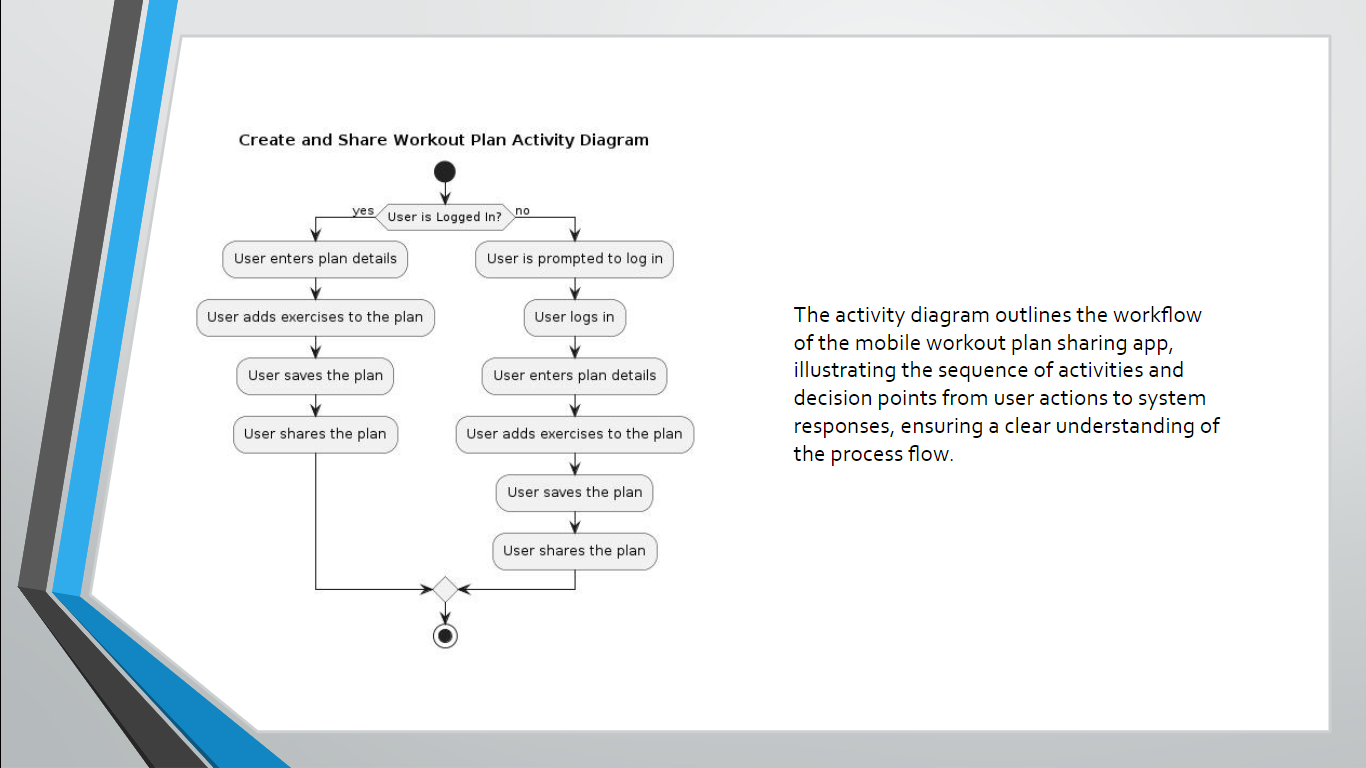 Create and Share Workout Plan Activity Diagram
User is Logged In?
yes
no
User enters plan details
User adds exercises to the plan
User saves the plan
User shares the plan
User is prompted to log in
User logs in
User enters plan details
User adds exercises to the plan
User saves the plan
User shares the plan
The activity diagram outlines the workflow
of the mobile workout plan sharing app,
illustrating the sequence of activities and
decision points from user actions to system
responses, ensuring a clear understanding of
the process flow.